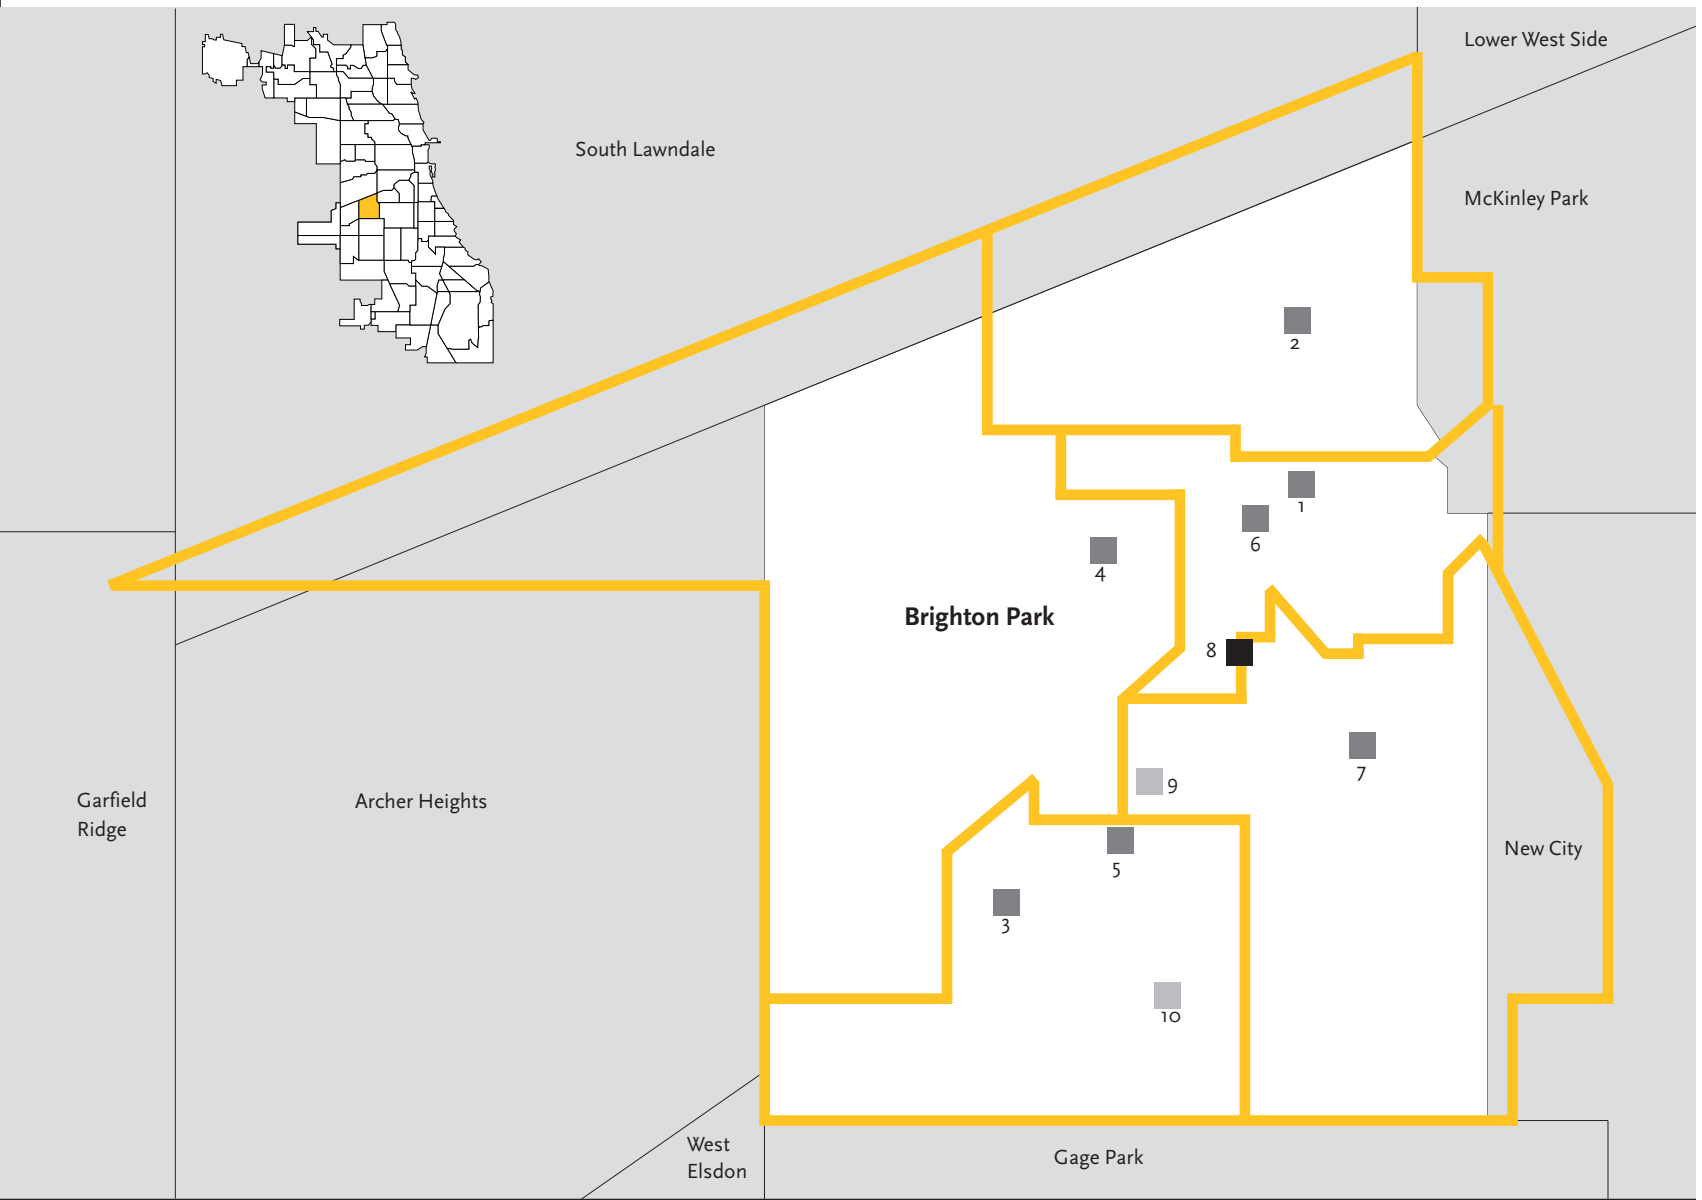 Lower West Side
South Lawndale
McKinley Park
2
1
6
4
Brighton Park
8
7
9
Garfield
Ridge
Archer Heights
New City
5
3
10
West
Elsdon
Gage Park